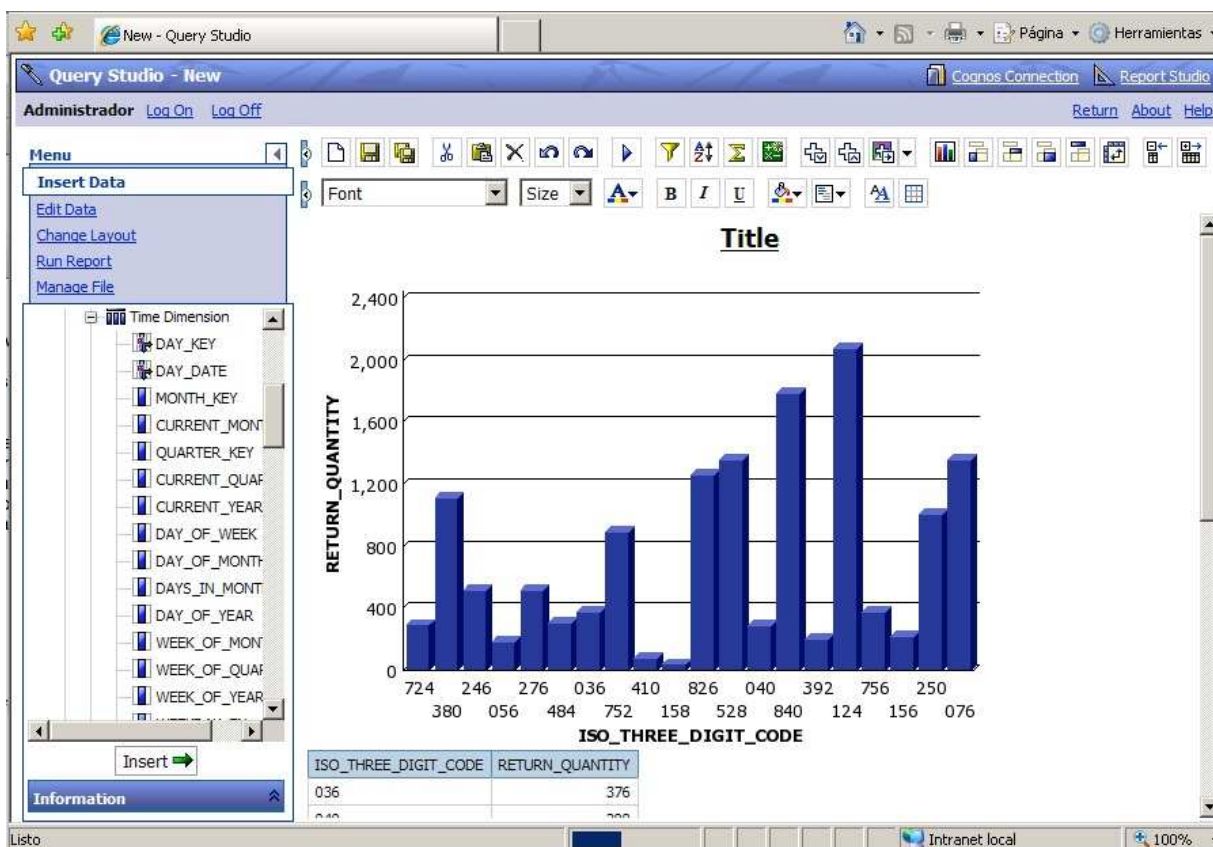 New - Query Studio
Página
Herramientas
Query Studio - New
Cognos Connection
Report Studio
Administrador Log On Log Off
Return About Help
Menu
Insert Data
Edit Data
Change Layout
Run Report
Manage File
Time Dimension
DAY_KEY
DAY_DATE
MONTH_KEY
CURRENT_MONT
QUARTER_KEY
CURRENT_QUAR
CURRENT_YEAR
DAY_OF_WEEK
DAY_OF_MONTH
DAYS_IN_MONT
DAY_OF_YEAR
WEEK_OF_MON
WEEK_OF_QUAR
WEEK_OF_YEAR
Insert
Information
Font
Size
A
B I U
Title
RETURN_QUANTITY
2,400
2,000
1,600
1,200
800
400
0
724 246 276 036 410 826 040 392 756 250
380 056 484 752 158 528 840 124 156 076
ISO_THREE_DIGIT_CODE
ISO_THREE_DIGIT_CODE RETURN_QUANTITY
036 376
Listo
Intranet local
100%